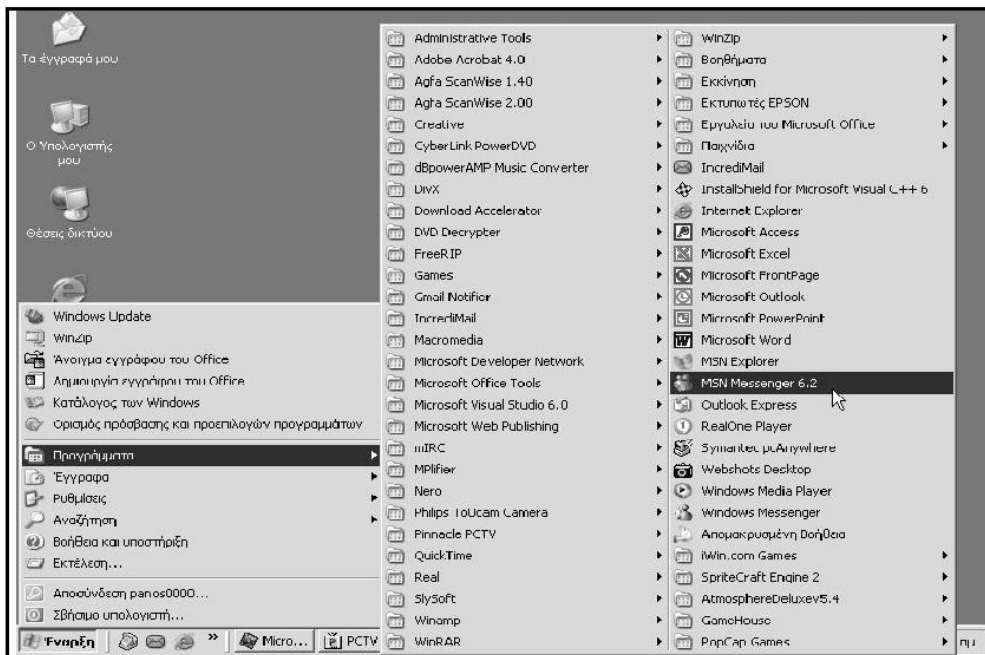 Τα έγγραφά μου
Ο Υπολογιστής
μου
Θέσεις δικτύου
Windows Update
WinZip
Άνοιγμα εγγράφου του Office
Δημιουργία εγγράφου του Office
Κατάλογος των Windows
Ορισμός πρόσβασης και προεπιλογών προγραμμάτων
Προγράμματα
Έγγραφα
Ρυθμίσεις
Αναζήτηση
Βοήθεια και υποστήριξη
Εκτέλεση...
Αποσύνδεση panos0000...
Σβήσιμο υπολογιστή...
Administrative Tools
Adobe Acrobat 4.0
Agfa ScanWise 1.40
Agfa ScanWise 2.00
Creative
CyberLink PowerDVD
dBpowerAMP Music Converter
DivX
Download Accelerator
DVD Decrypter
FreeRIP
Games
Gmail Notifier
IncrediMail
Macromedia
Microsoft Developer Network
Microsoft Office Tools
Microsoft Visual Studio 6.0
Microsoft Web Publishing
mIRC
MPlifier
Nero
Philips ToUcam Camera
Pinnacle PCTV
QuickTime
Real
SlySoft
Winamp
WinRAR
WinZip
Βοηθήματα
Εκκίνηση
Εκτυπωτές EPSON
Εργαλεία του Microsoft Office
Παιχνίδια
IncrediMail
InstallShield for Microsoft Visual C++ 6
Internet Explorer
Microsoft Access
Microsoft Excel
Microsoft FrontPage
Microsoft Outlook
Microsoft PowerPoint
Microsoft Word
MSN Explorer
MSN Messenger 6.2
Outlook Express
RealOne Player
Symantec pcAnywhere
Webshots Desktop
Windows Media Player
Windows Messenger
Απομακρυσμένη Βοήθεια
iWin.com Games
SpriteCraft Engine 2
AtmosphereDeluxev5.4
GameHouse
PopCap Games
Έναρξη » Micro... PCTV πμ